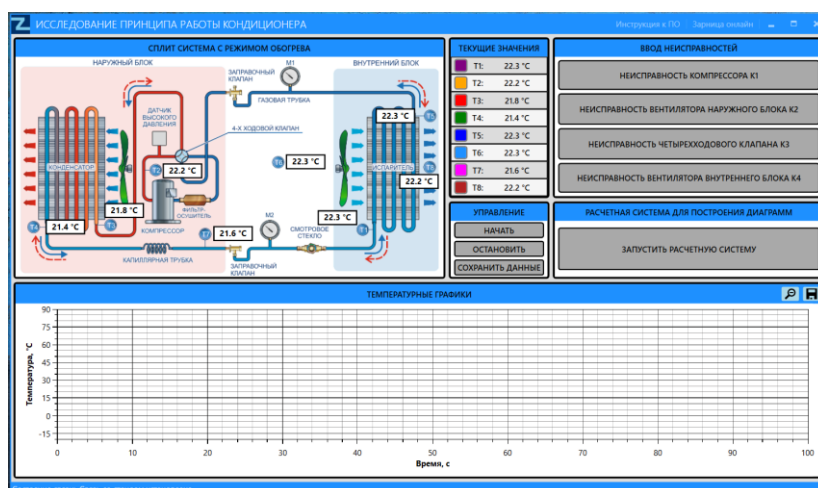 ИССЛЕДОВАНИЕ ПРИНЦИПА РАБОТЫ КОНДИЦИОНЕРА
Инструкция к ПО
Зарница онлайн
СПЛИТ СИСТЕМА С РЕЖИМОМ ОБОГРЕВА
НАРУЖНЫЙ БЛОК
ЗАПРАВОЧНЫЙ
КЛАПАН
М1
ВНУТРЕННИЙ БЛОК
ГАЗОВАЯ ТРУБКА
ДАТЧИК
ВЫСОКОГО
ДАВЛЕНИЯ
4-Х ХОДОВОЙ КЛАПАН
22.3 °C
КОНДЕНСАТОР
22.2 °C
22.3 °C
ИСПАРИТЕЛЬ
22.2 °C
21.8 °C
ФИЛЬТР-
ОСУШИТЕЛЬ
КОМПРЕССОР
21.4 °C
21.6 °C
М2
22.3 °C
СМОТРОВОЕ
СТЕКЛО
КАПИЛЛЯРНАЯ ТРУБКА
ЗАПРАВОЧНЫЙ
КЛАПАН
ТЕКУЩИЕ ЗНАЧЕНИЯ
T1: 22.3 °C
T2: 22.2 °C
T3: 21.8 °C
T4: 21.4 °C
T5: 22.3 °C
T6: 22.3 °C
T7: 21.6 °C
T8: 22.2 °C
УПРАВЛЕНИЕ
НАЧАТЬ
ОСТАНОВИТЬ
СОХРАНИТЬ ДАННЫЕ
ВВОД НЕИСПРАВНОСТЕЙ
НЕИСПРАВНОСТЬ КОМПРЕССОРА К1
НЕИСПРАВНОСТЬ ВЕНТИЛЯТОРА НАРУЖНОГО БЛОКА К2
НЕИСПРАВНОСТЬ ЧЕТЫРЕХХОДОВОГО КЛАПАНА К3
НЕИСПРАВНОСТЬ ВЕНТИЛЯТОРА ВНУТРЕННЕГО БЛОКА К4
РАСЧЕТНАЯ СИСТЕМА ДЛЯ ПОСТРОЕНИЯ ДИАГРАММ
ЗАПУСТИТЬ РАСЧЕТНУЮ СИСТЕМУ
ТЕМПЕРАТУРНЫЕ ГРАФИКИ
Температура, °C
90
75
60
45
30
15
0
-15
0 10 20 30 40 50 60 70 80 90 100
Время, с